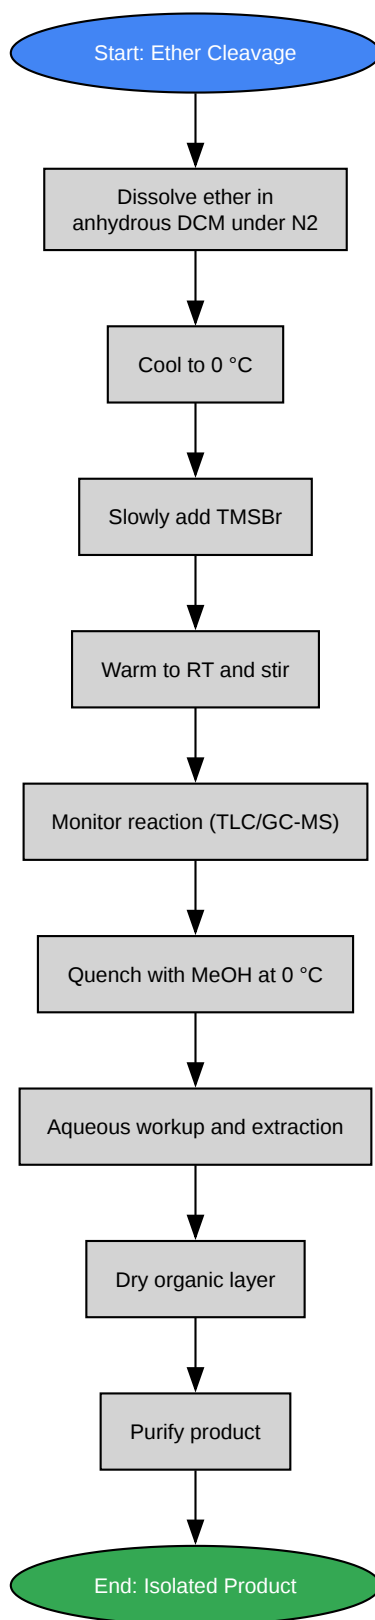 Start: Ether Cleavage
Dissolve ether in
anhydrous DCM under N2
Cool to 0 °C
Slowly add TMSBr
Warm to RT and stir
Monitor reaction (TLC/GC-MS)
Quench with MeOH at 0 °C
Aqueous workup and extraction
Dry organic layer
Purify product
End: Isolated Product